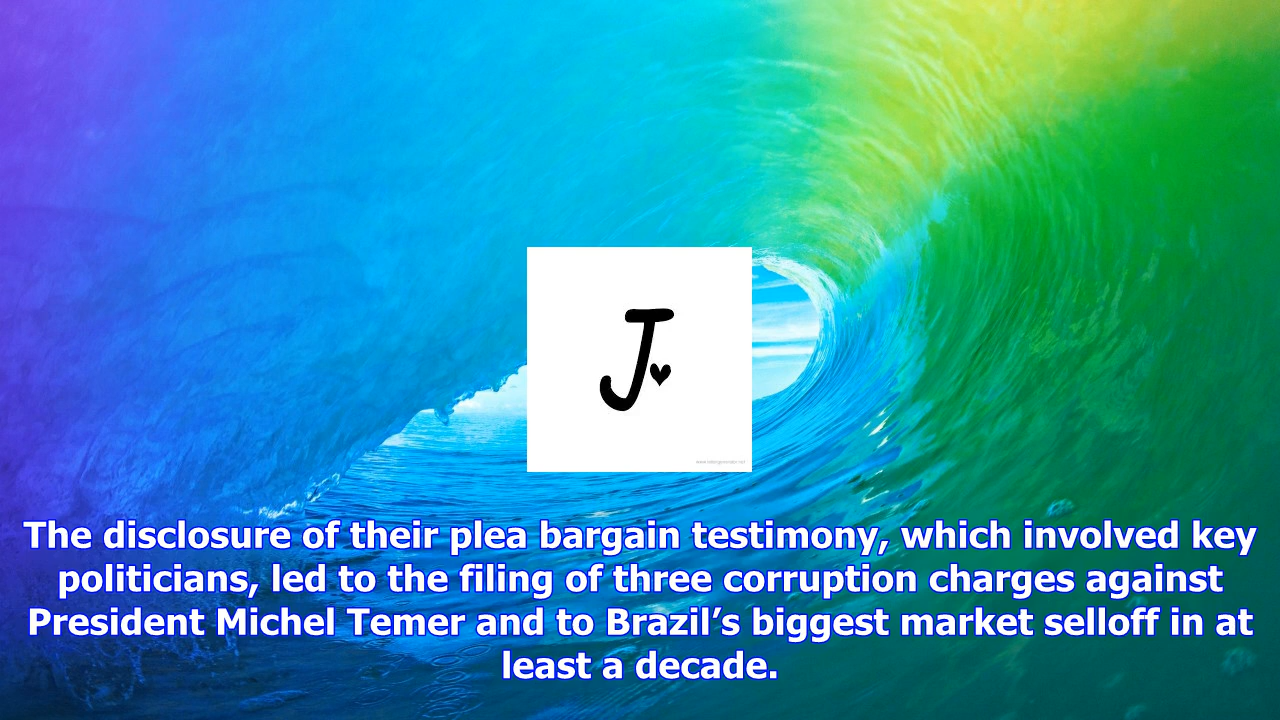 J
The disclosure of their plea bargain testimony, which involved key
politicians, led to the filing of three corruption charges against
President Michel Temer and to Brazil’s biggest market selloff in at
least a decade.